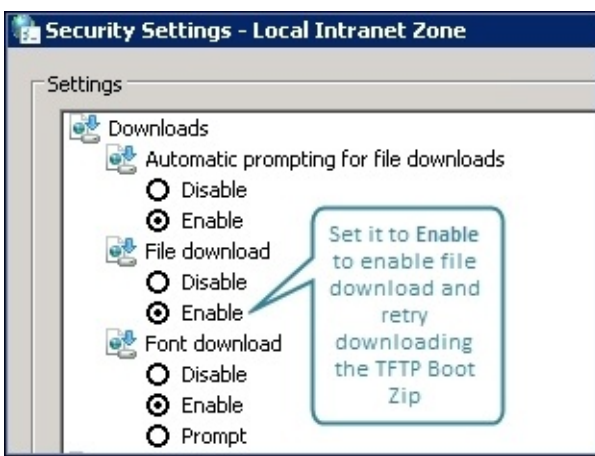 Security Settings - Local Intranet Zone
Settings
Downloads
Automatic prompting for file downloads
Disable
Enable
File download
Disable
Enable
Font download
Disable
Enable
Prompt
Set it to Enable
to enable file
download and
retry
downloading
the TFTP Boot
Zip